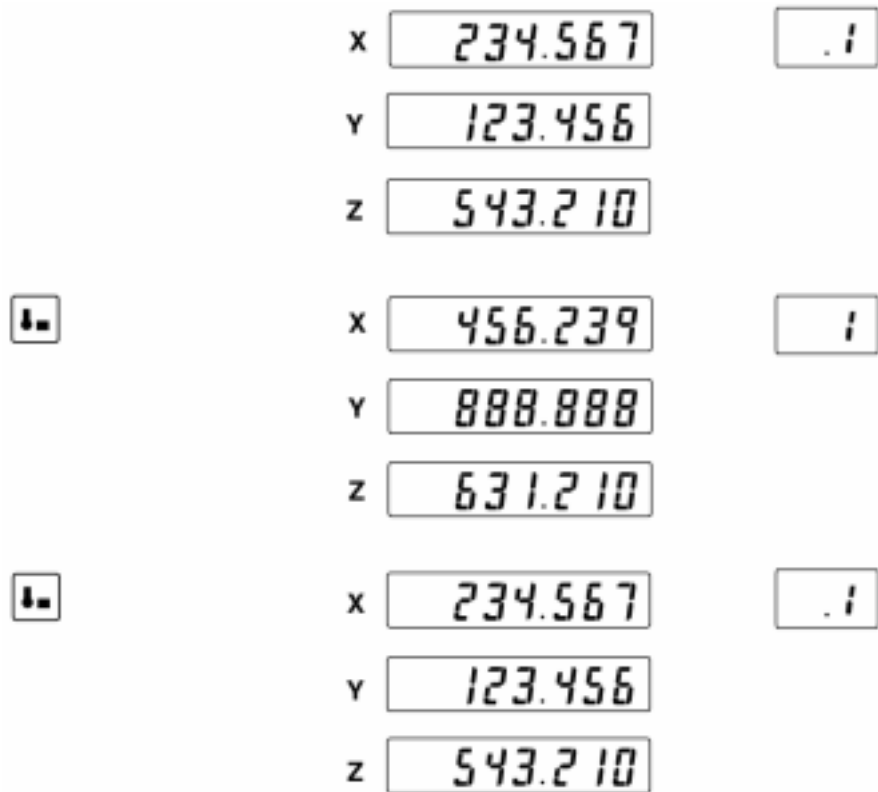 X 234.567 .1
Y 123.456
Z 543.210
X 456.239 1
Y 888.888
Z 631.210
X 234.567 .1
Y 123.456
Z 543.210